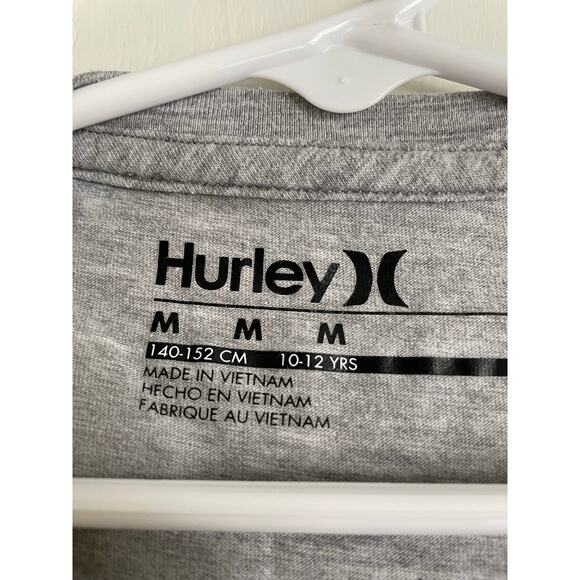 Hurley
M M M
140-152 CM 10-12 YRS
MADE IN VIETNAM
HECHO EN VIETNAM
FABRIQUE AU VIETNAM